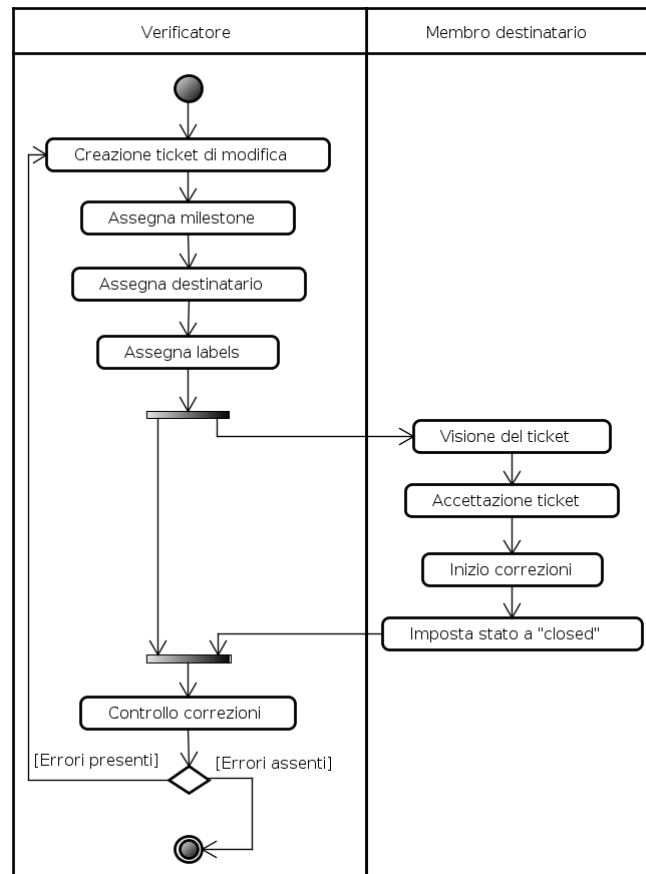 Verificatore
Membro destinatario
Creazione ticket di modifica
Assegna milestone
Assegna destinatario
Assegna labels
Visione del ticket
Accettazione ticket
Inizio correzioni
Imposta stato a "closed"
Controllo correzioni
[Errori presenti]
[Errori assenti]